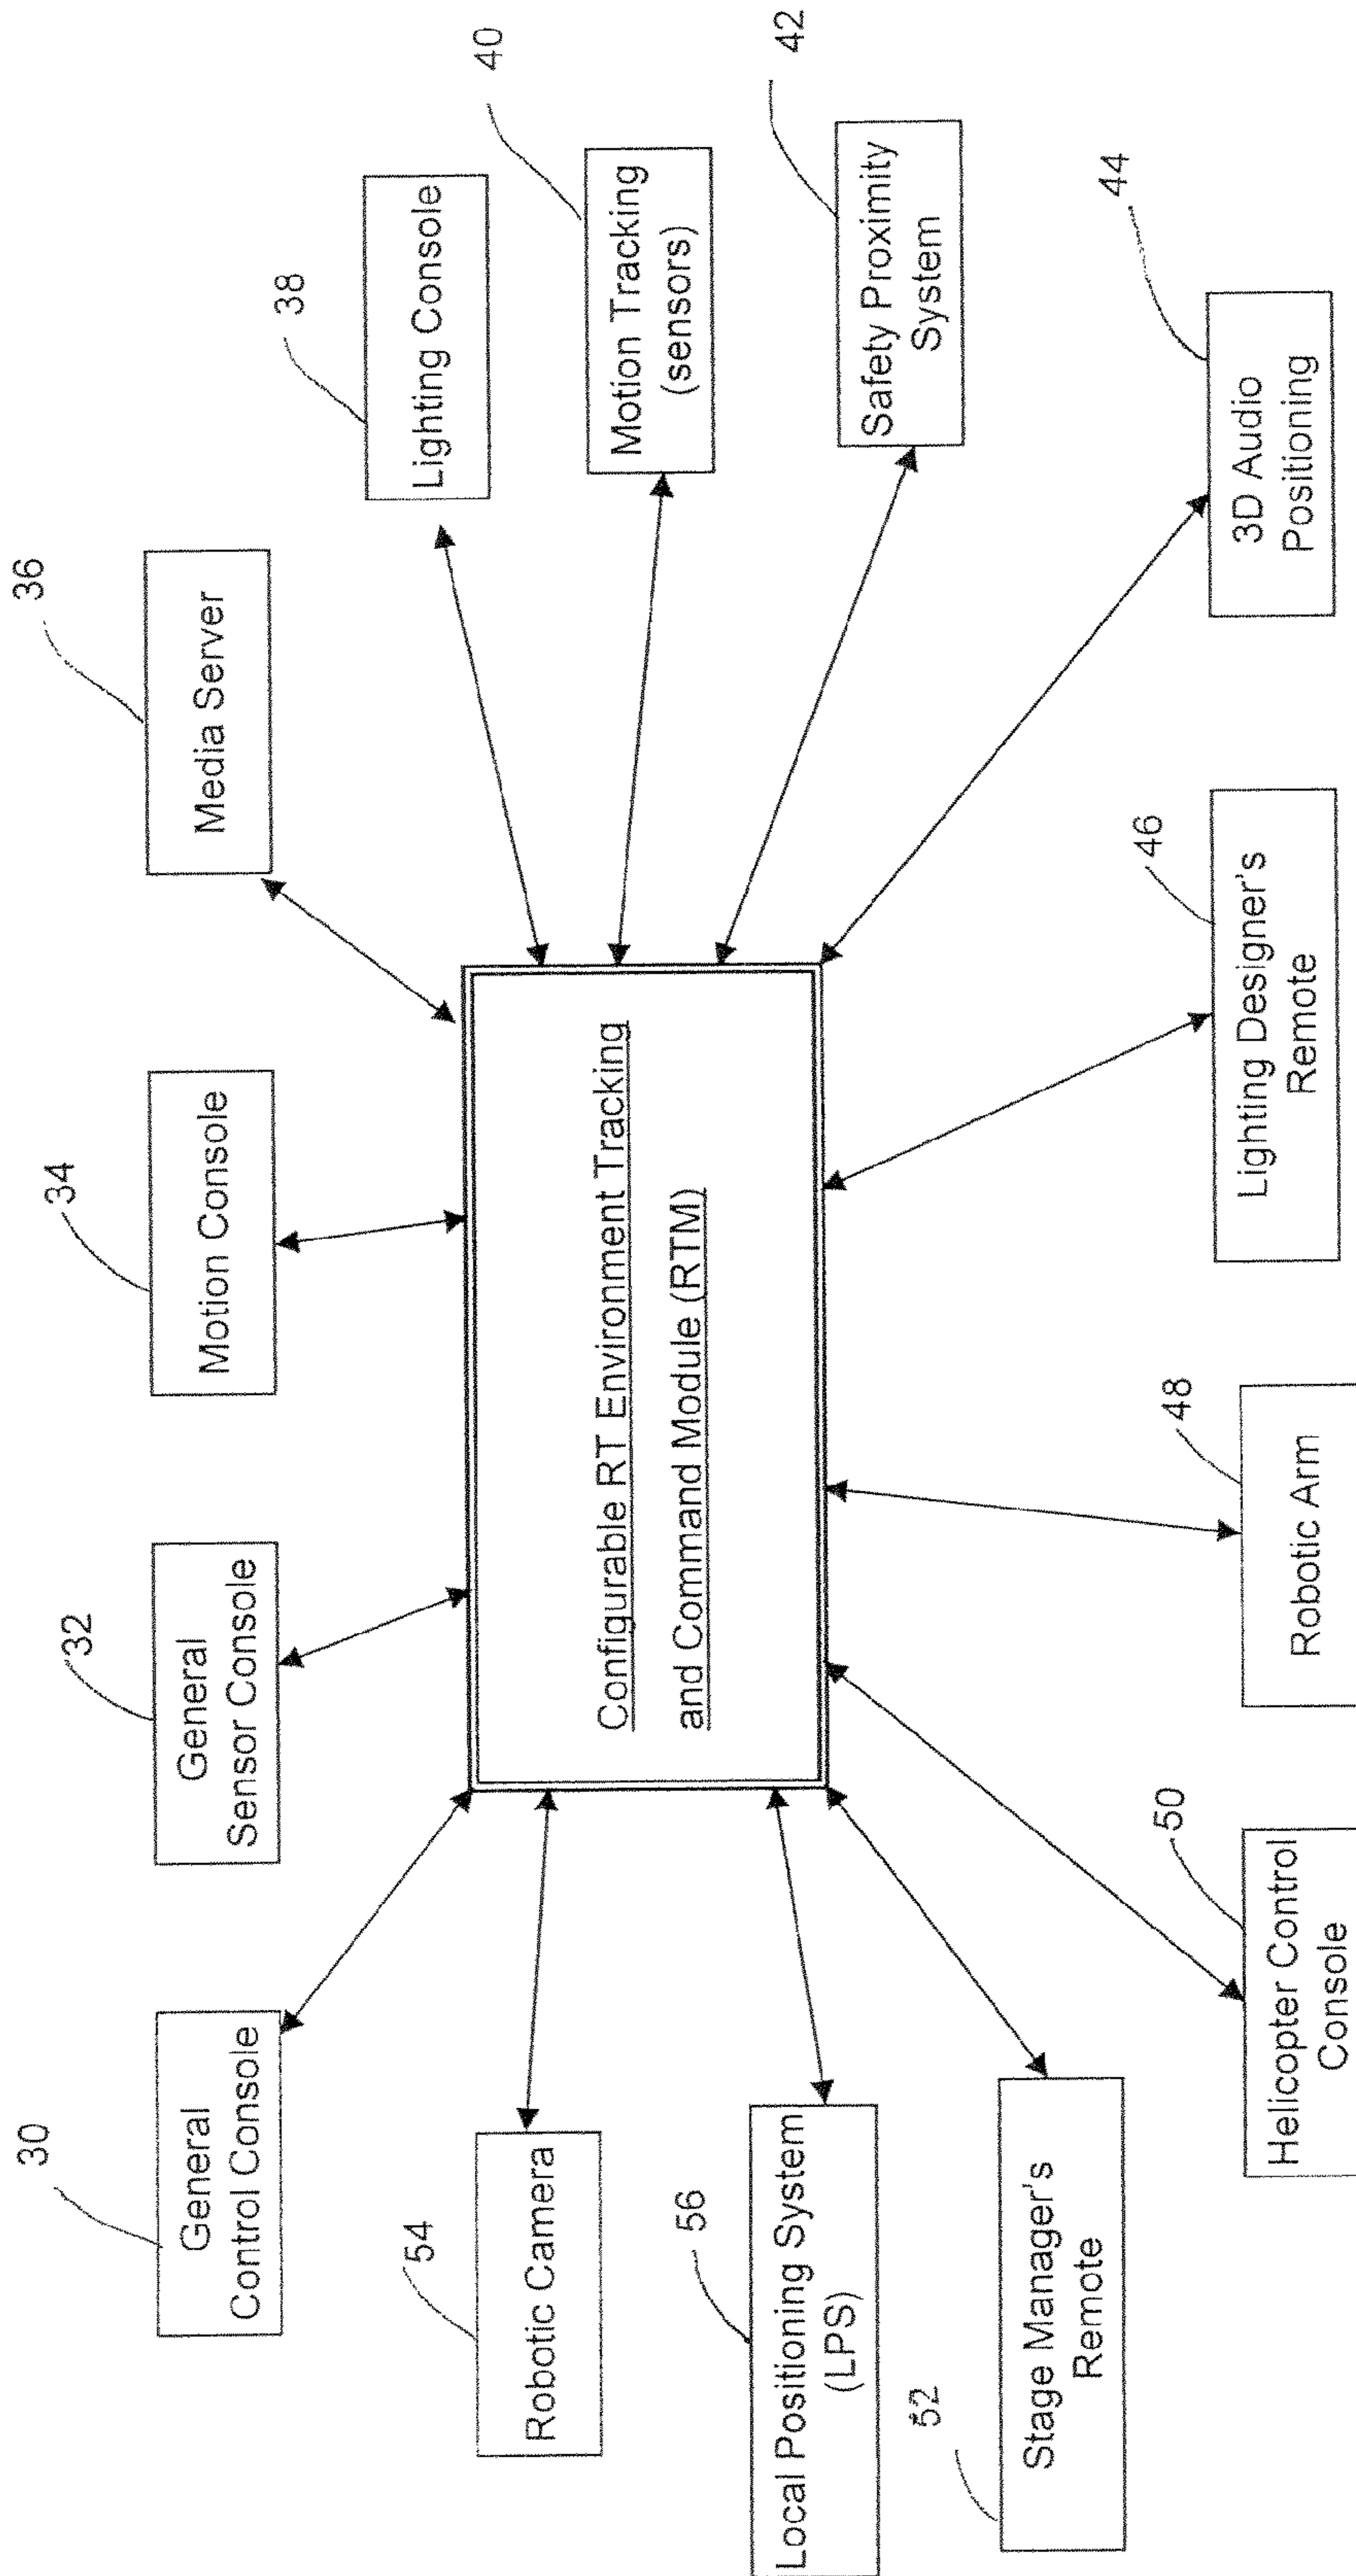 30
General
Control Console
32
General
Sensor Console
34
Motion Console
36
Media Server
38
Lighting Console
40
Motion Tracking
(sensors)
42
Safety Proximity
System
44
3D Audio
Positioning
46
Lighting Designer's
Remote
48
Robotic Arm
50
Helicopter Control
Console
52
Stage Manager's
Remote
56
Local Positioning System
(LPS)
54
Robotic Camera
Configurable RT Environment Tracking
and Command Module (RTM)